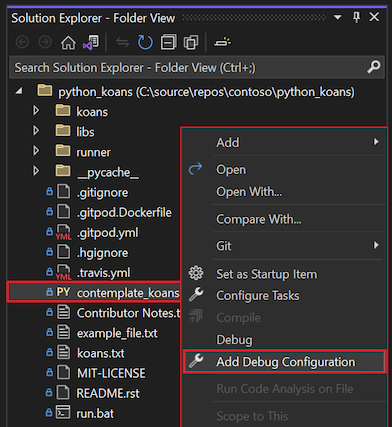 Solution Explorer - Folder View
Search Solution Explorer - Folder View (Ctrl+;)
python_koans (C:\source\repos\contoso\python_koans)
koans
libs
runner
__pycache__
.gitignore
.gitpod.Dockerfile
.gitpod.yml
.hgignore
.travis.yml
PY contemplate_koans
Contributor Notes.t
example_file.txt
koans.txt
MIT-LICENSE
README.rst
run.bat
Add
Open
Open With...
Compare With...
Git
Set as Startup Item
Configure Tasks
Compile
Debug
Add Debug Configuration
Run Code Analysis on File
Scope to This